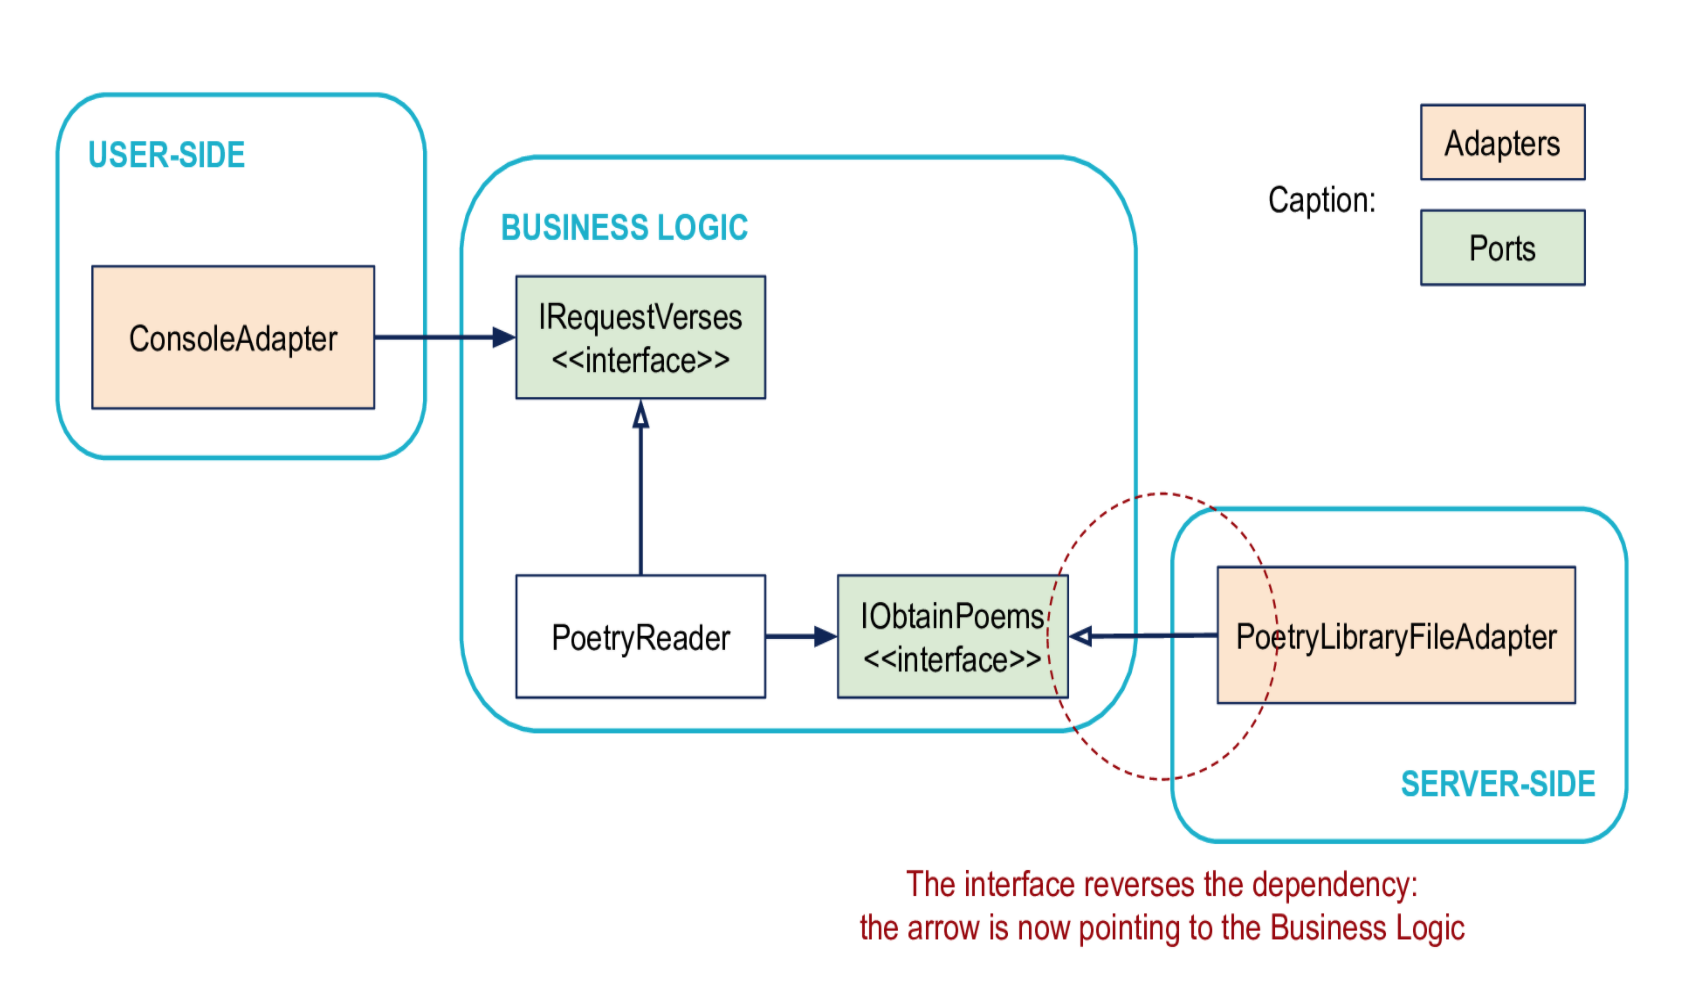 USER-SIDE
ConsoleAdapter
BUSINESS LOGIC
IRequestVerses
<<interface>>
PoetryReader
IObtainPoems
<<interface>>
Caption:
Adapters
Ports
PoetryLibraryFileAdapter
SERVER-SIDE
The interface reverses the dependency:
the arrow is now pointing to the Business Logic